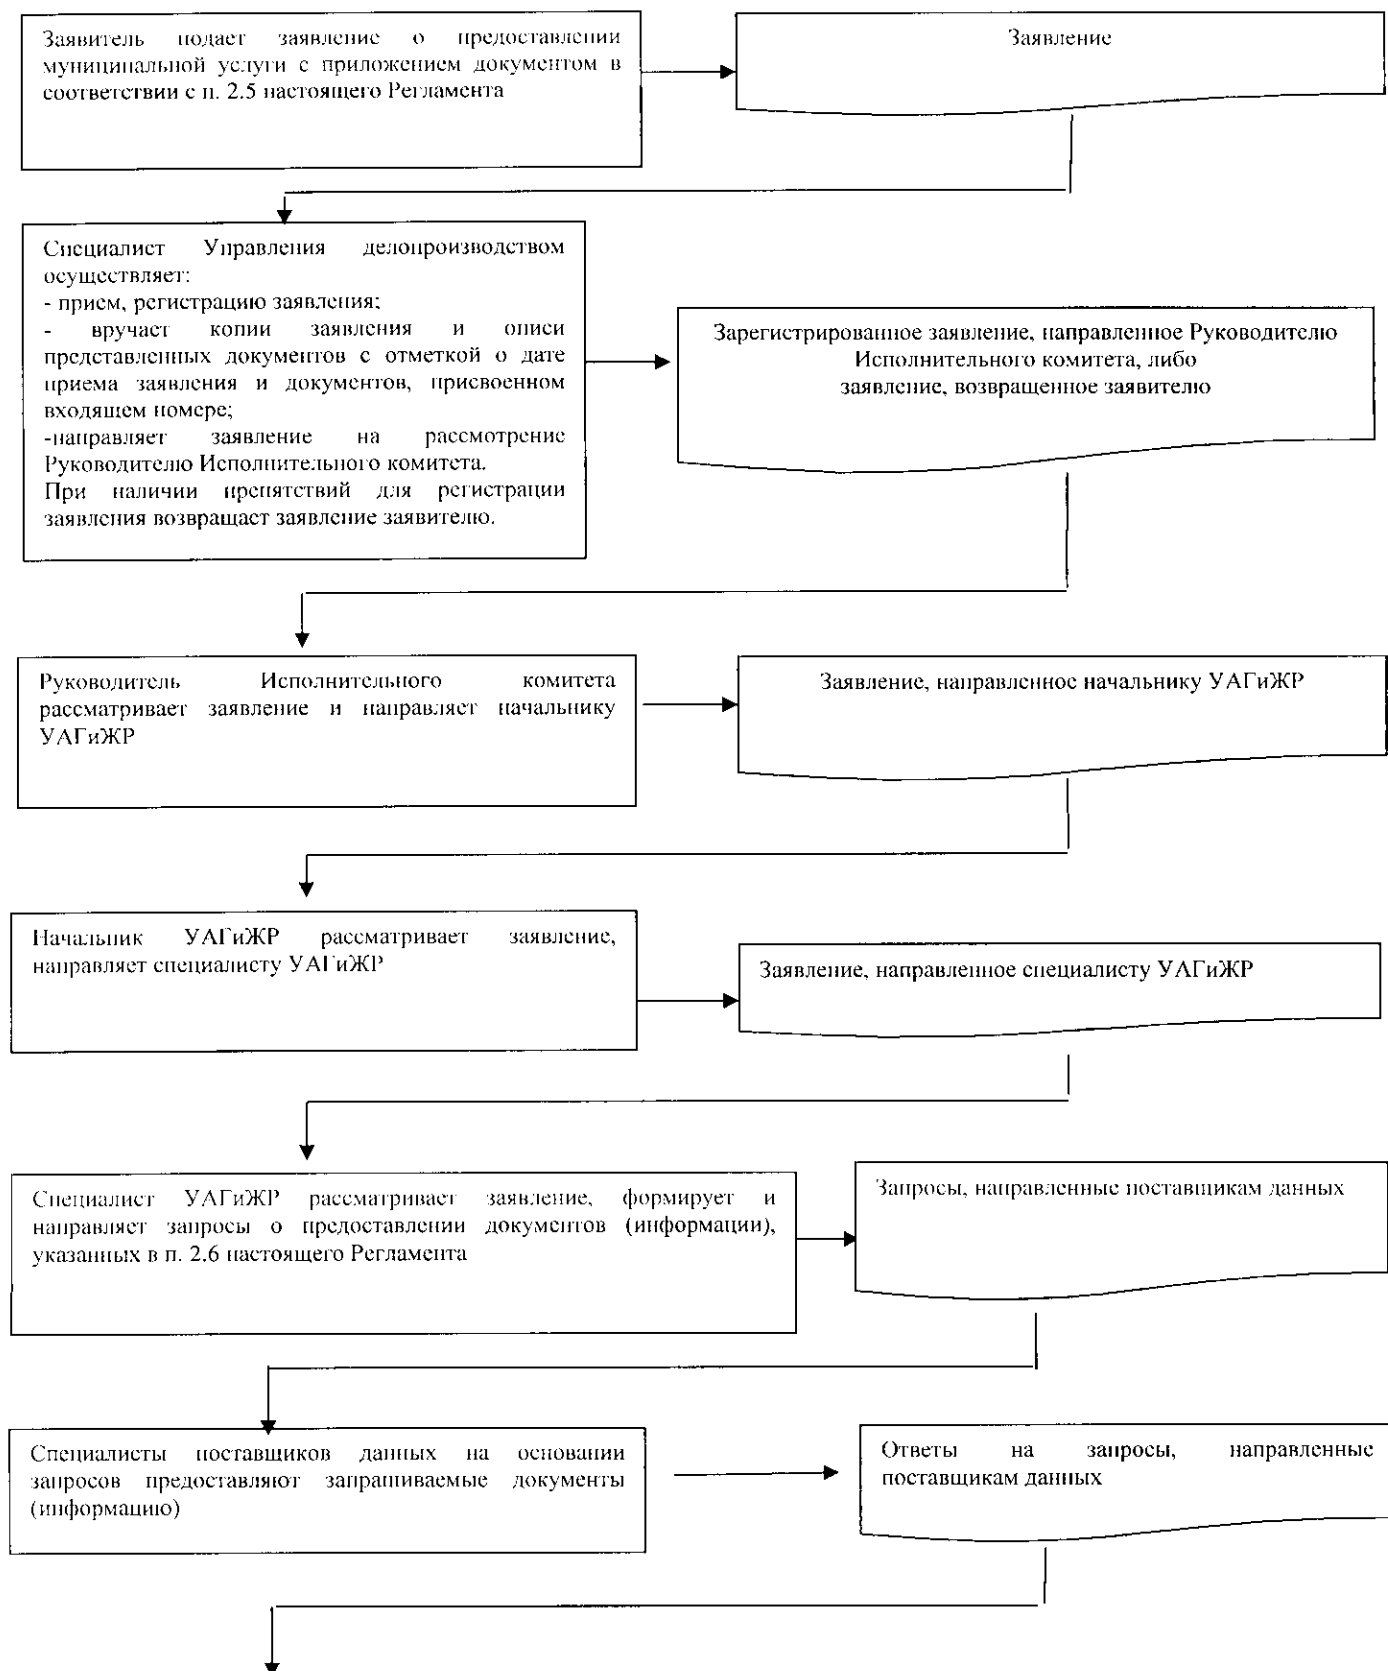 Заявитель подает заявление о предоставлении
муниципальной услуги с приложением документом в
соответствии с п. 2.5 настоящего Регламента
Заявление
Специалист Управления делопроизводством
осуществляет:
- прием, регистрацию заявления;
- вручает копии заявления и описи
представленных документов с отметкой о дате
приема заявления и документов, присвоенном
входящем номере;
-направляет заявление на рассмотрение
Руководителю Исполнительного комитета.
При наличии препятствий для регистрации
заявления возвращает заявление заявителю.
Зарегистрированное заявление, направленное Руководителю
Исполнительного комитета, либо
заявление, возвращенное заявителю
Руководитель Исполнительного комитета
рассматривает заявление и направляет начальнику
УАГиЖР
Заявление, направленное начальнику УАГиЖР
Начальник УАГиЖР рассматривает заявление,
направляет специалисту УАГиЖР
Заявление, направленное специалисту УАГиЖР
Специалист УАГиЖР рассматривает заявление, формирует и
направляет запросы о предоставлении документов (информации),
указанных в п. 2.6 настоящего Регламента
Запросы, направленные поставщикам данных
Специалисты поставщиков данных на основании
запросов предоставляют запрашиваемые документы
(информацию)
Ответы на запросы, направленные
поставщикам данных